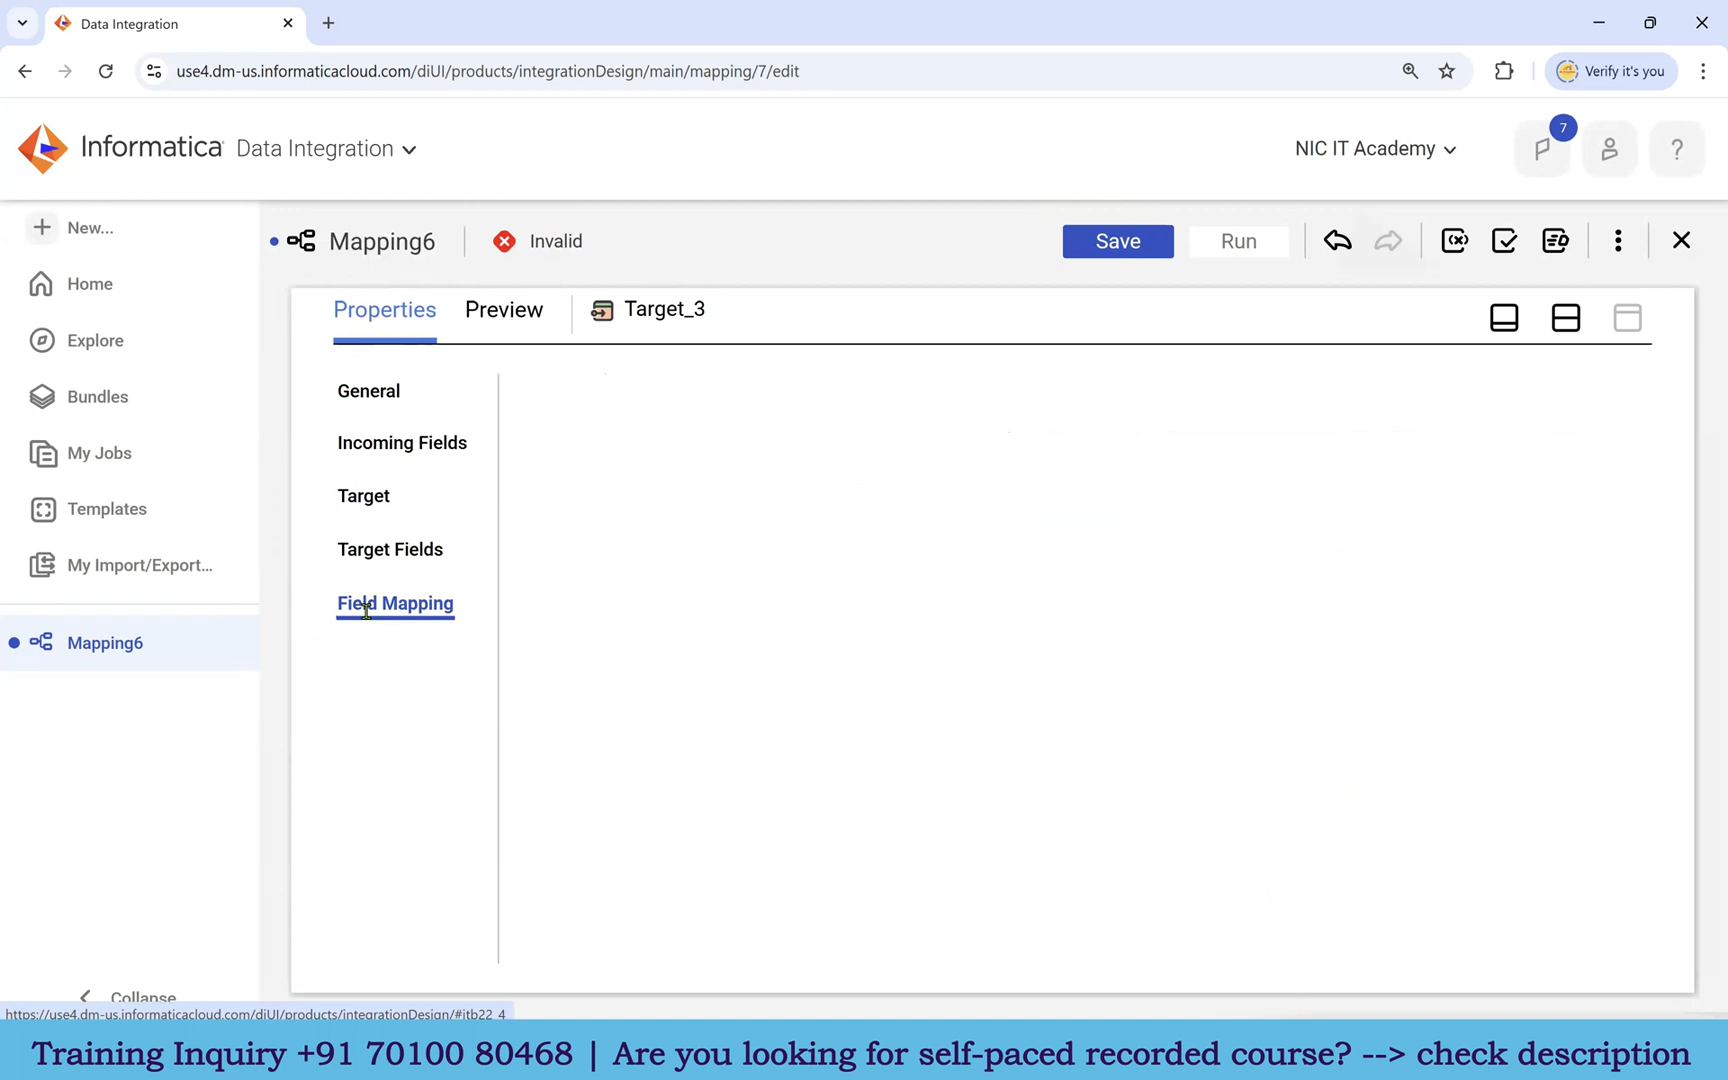 Data Integration
use4.dm-us.informaticacloud.com/diUI/products/integrationDesign/main/mapping/7/edit
Verify it's you
Informatica Data Integration
NIC IT Academy
7
?
New...
Home
Explore
Bundles
My Jobs
Templates
My Import/Export...
Mapping6
Collapse
Mapping6
Invalid
Save
Run
Properties
Preview
Target_3
General
Incoming Fields
Target
Target Fields
Field Mapping
https://use4.dm-us.informaticacloud.com/diUI/products/integrationDesign/#itb22_4
Training Inquiry +91 70100 80468 | Are you looking for self-paced recorded course? --> check description